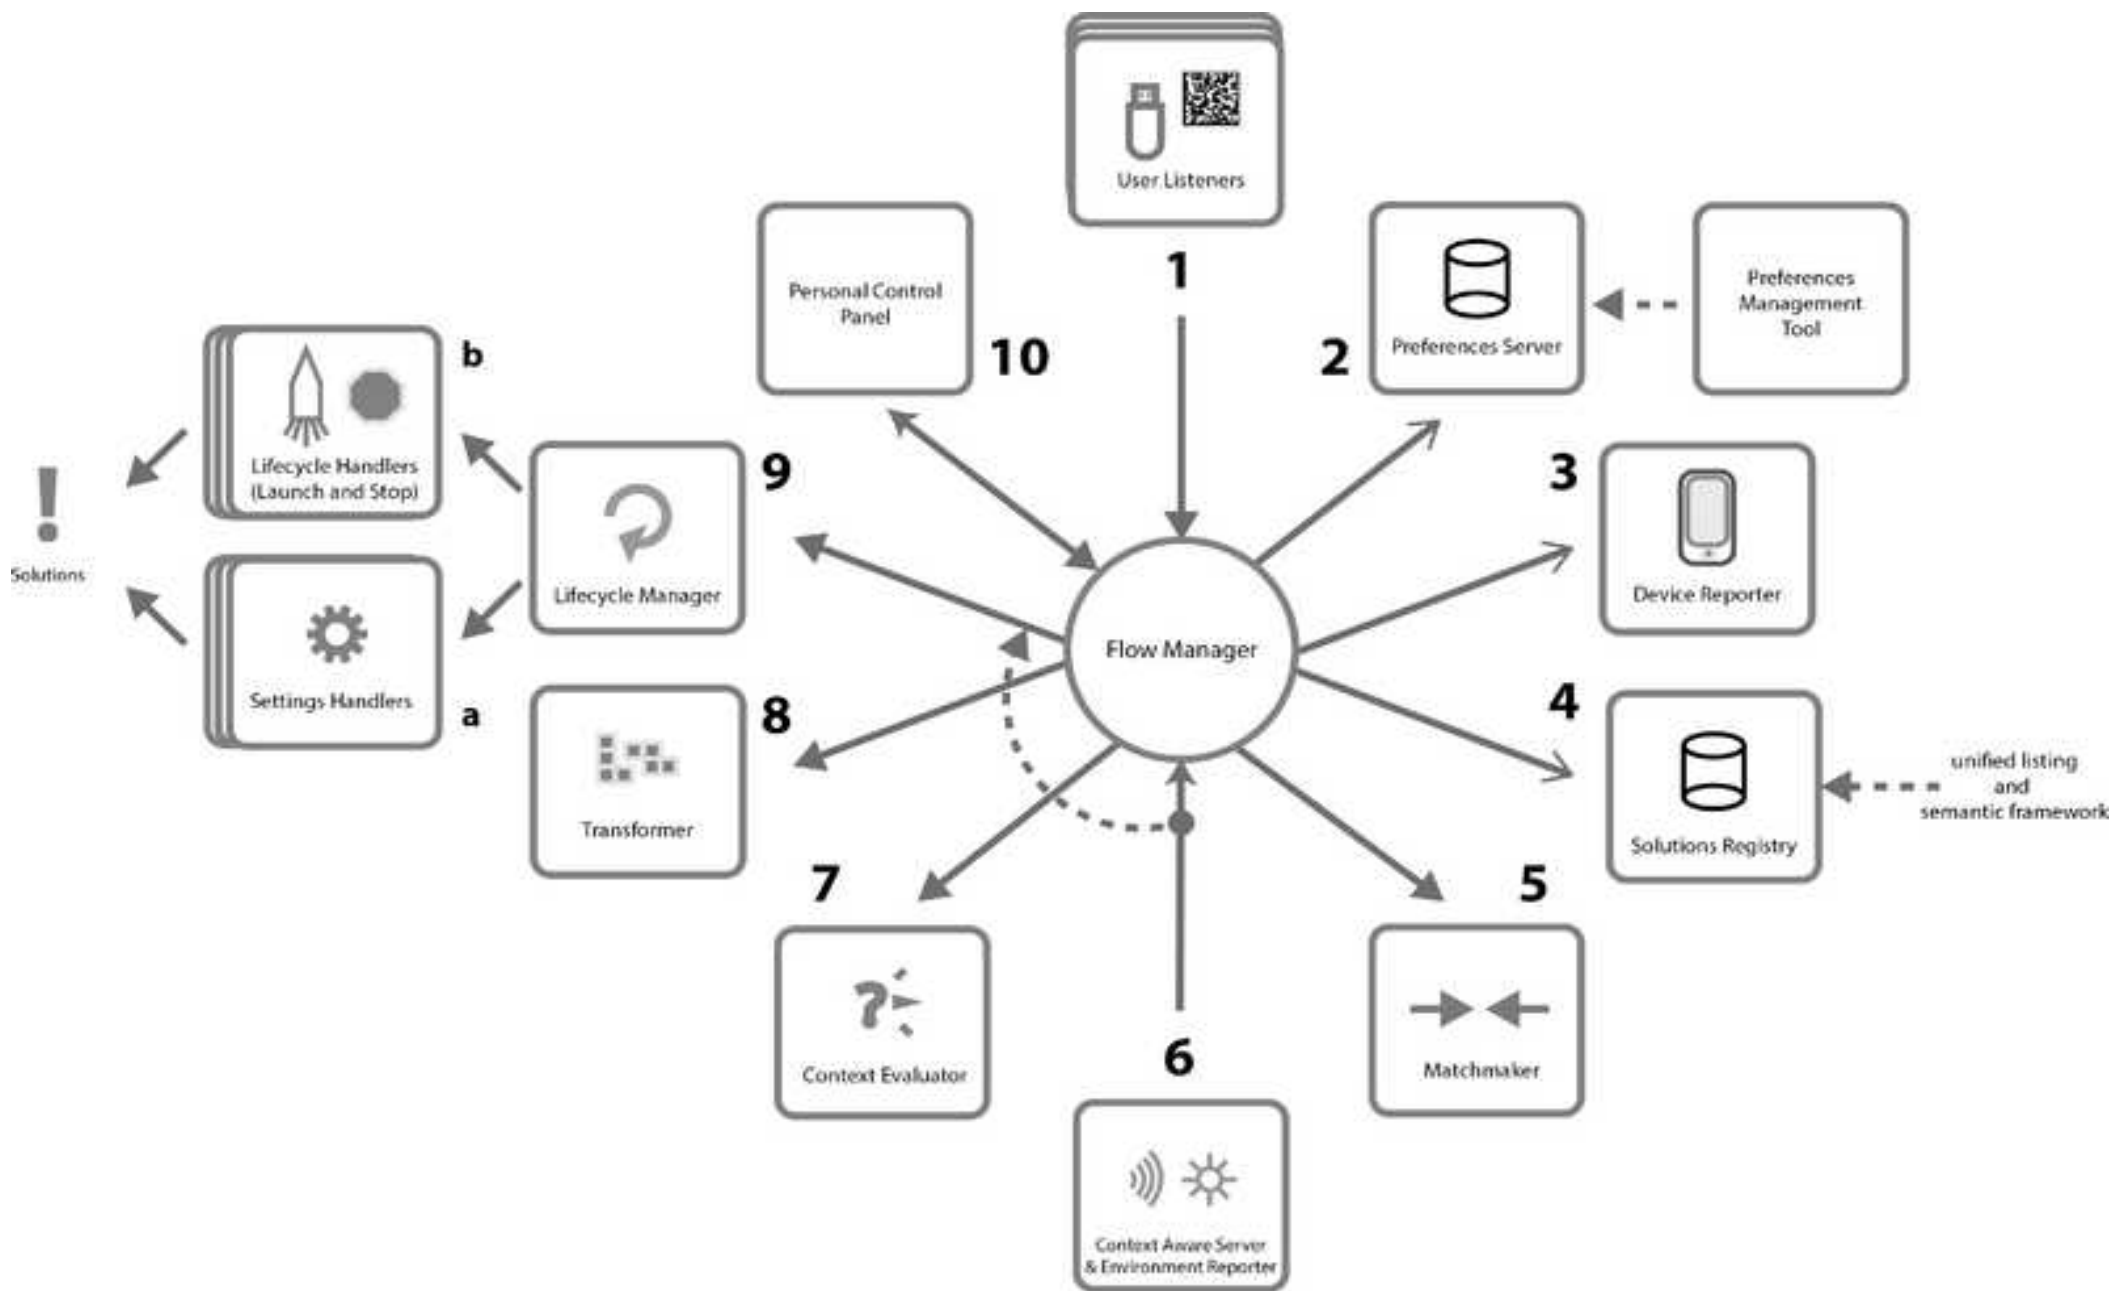 User Listeners
1
Personal Control
Panel
10
2
Preferences Server
Preferences
Management
Tool
b
Lifecycle Handlers
(Launch and Stop)
9
Lifecycle Manager
3
Device Reporter
!
Solutions
Settings Handlers
a
Flow Manager
8
Transformer
4
Solutions Registry
unified listing
and
semantic framework
7
Context Evaluator
5
Matchmaker
6
Context Aware Server
& Environment Reporter